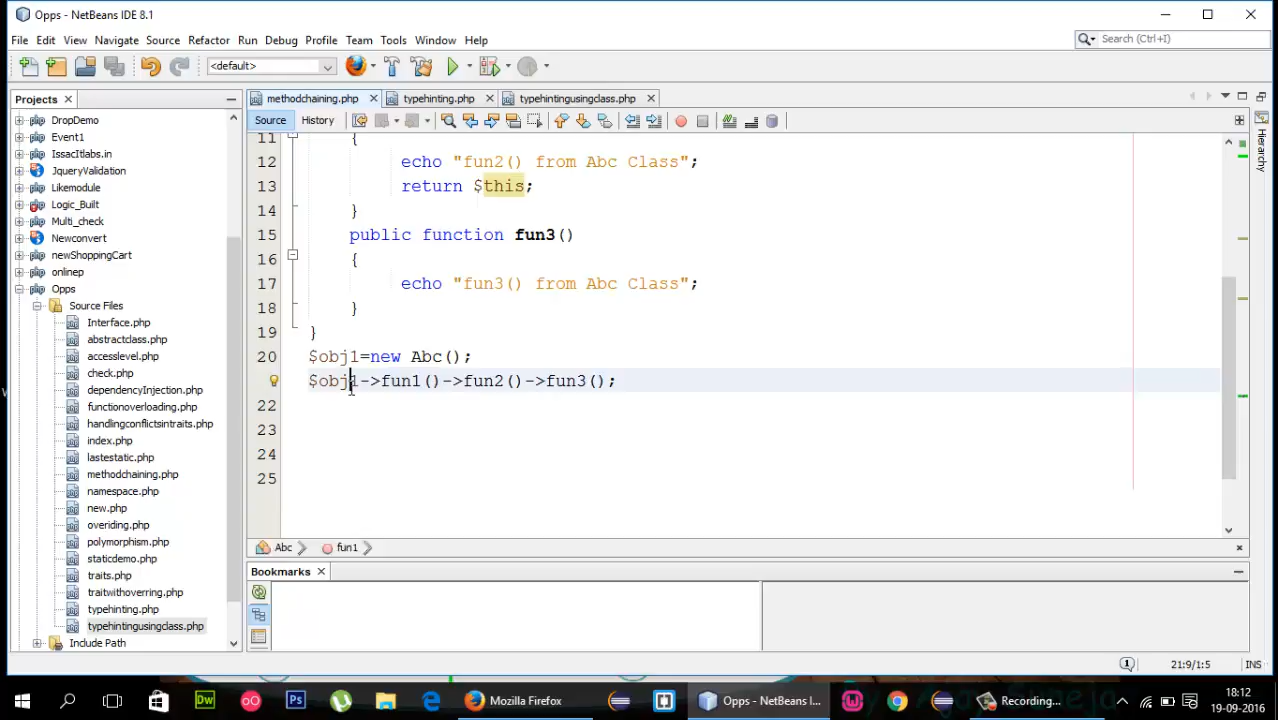 Opps - NetBeans IDE 8.1
File Edit View Navigate Source Refactor Run Debug Profile Team Tools Window Help
Search (Ctrl+I)
<default>
Projects
methodchaining.php typehinting.php typehintingusingclass.php
Source History
Hierarchy
DropDemo
Event1
IssacItlabs.in
JqueryValidation
Likemodule
Logic_Built
Multi_check
Newconvert
newShoppingCart
onlinep
Opps
Source Files
Interface.php
abstractclass.php
accesslevel.php
check.php
dependencyInjection.php
functionoverloading.php
handlingconflictsintraits.php
index.php
lastestatic.php
methodchaining.php
namespace.php
new.php
overiding.php
polymorphism.php
staticdemo.php
traits.php
traitwithoverring.php
typehinting.php
typehintingusingclass.php
Include Path
11 {
12 echo "fun2() from Abc Class";
13 return $this;
14 }
15 public function fun3()
16 {
17 echo "fun3() from Abc Class";
18 }
19 }
20 $obj1=new Abc();
$obj1->fun1()->fun2()->fun3();
22
23
24
25
Abc fun1
Bookmarks
1 21:9/1:5 INS
Mozilla Firefox Opps - NetBeans I... Recording...
18:12
19-09-2016